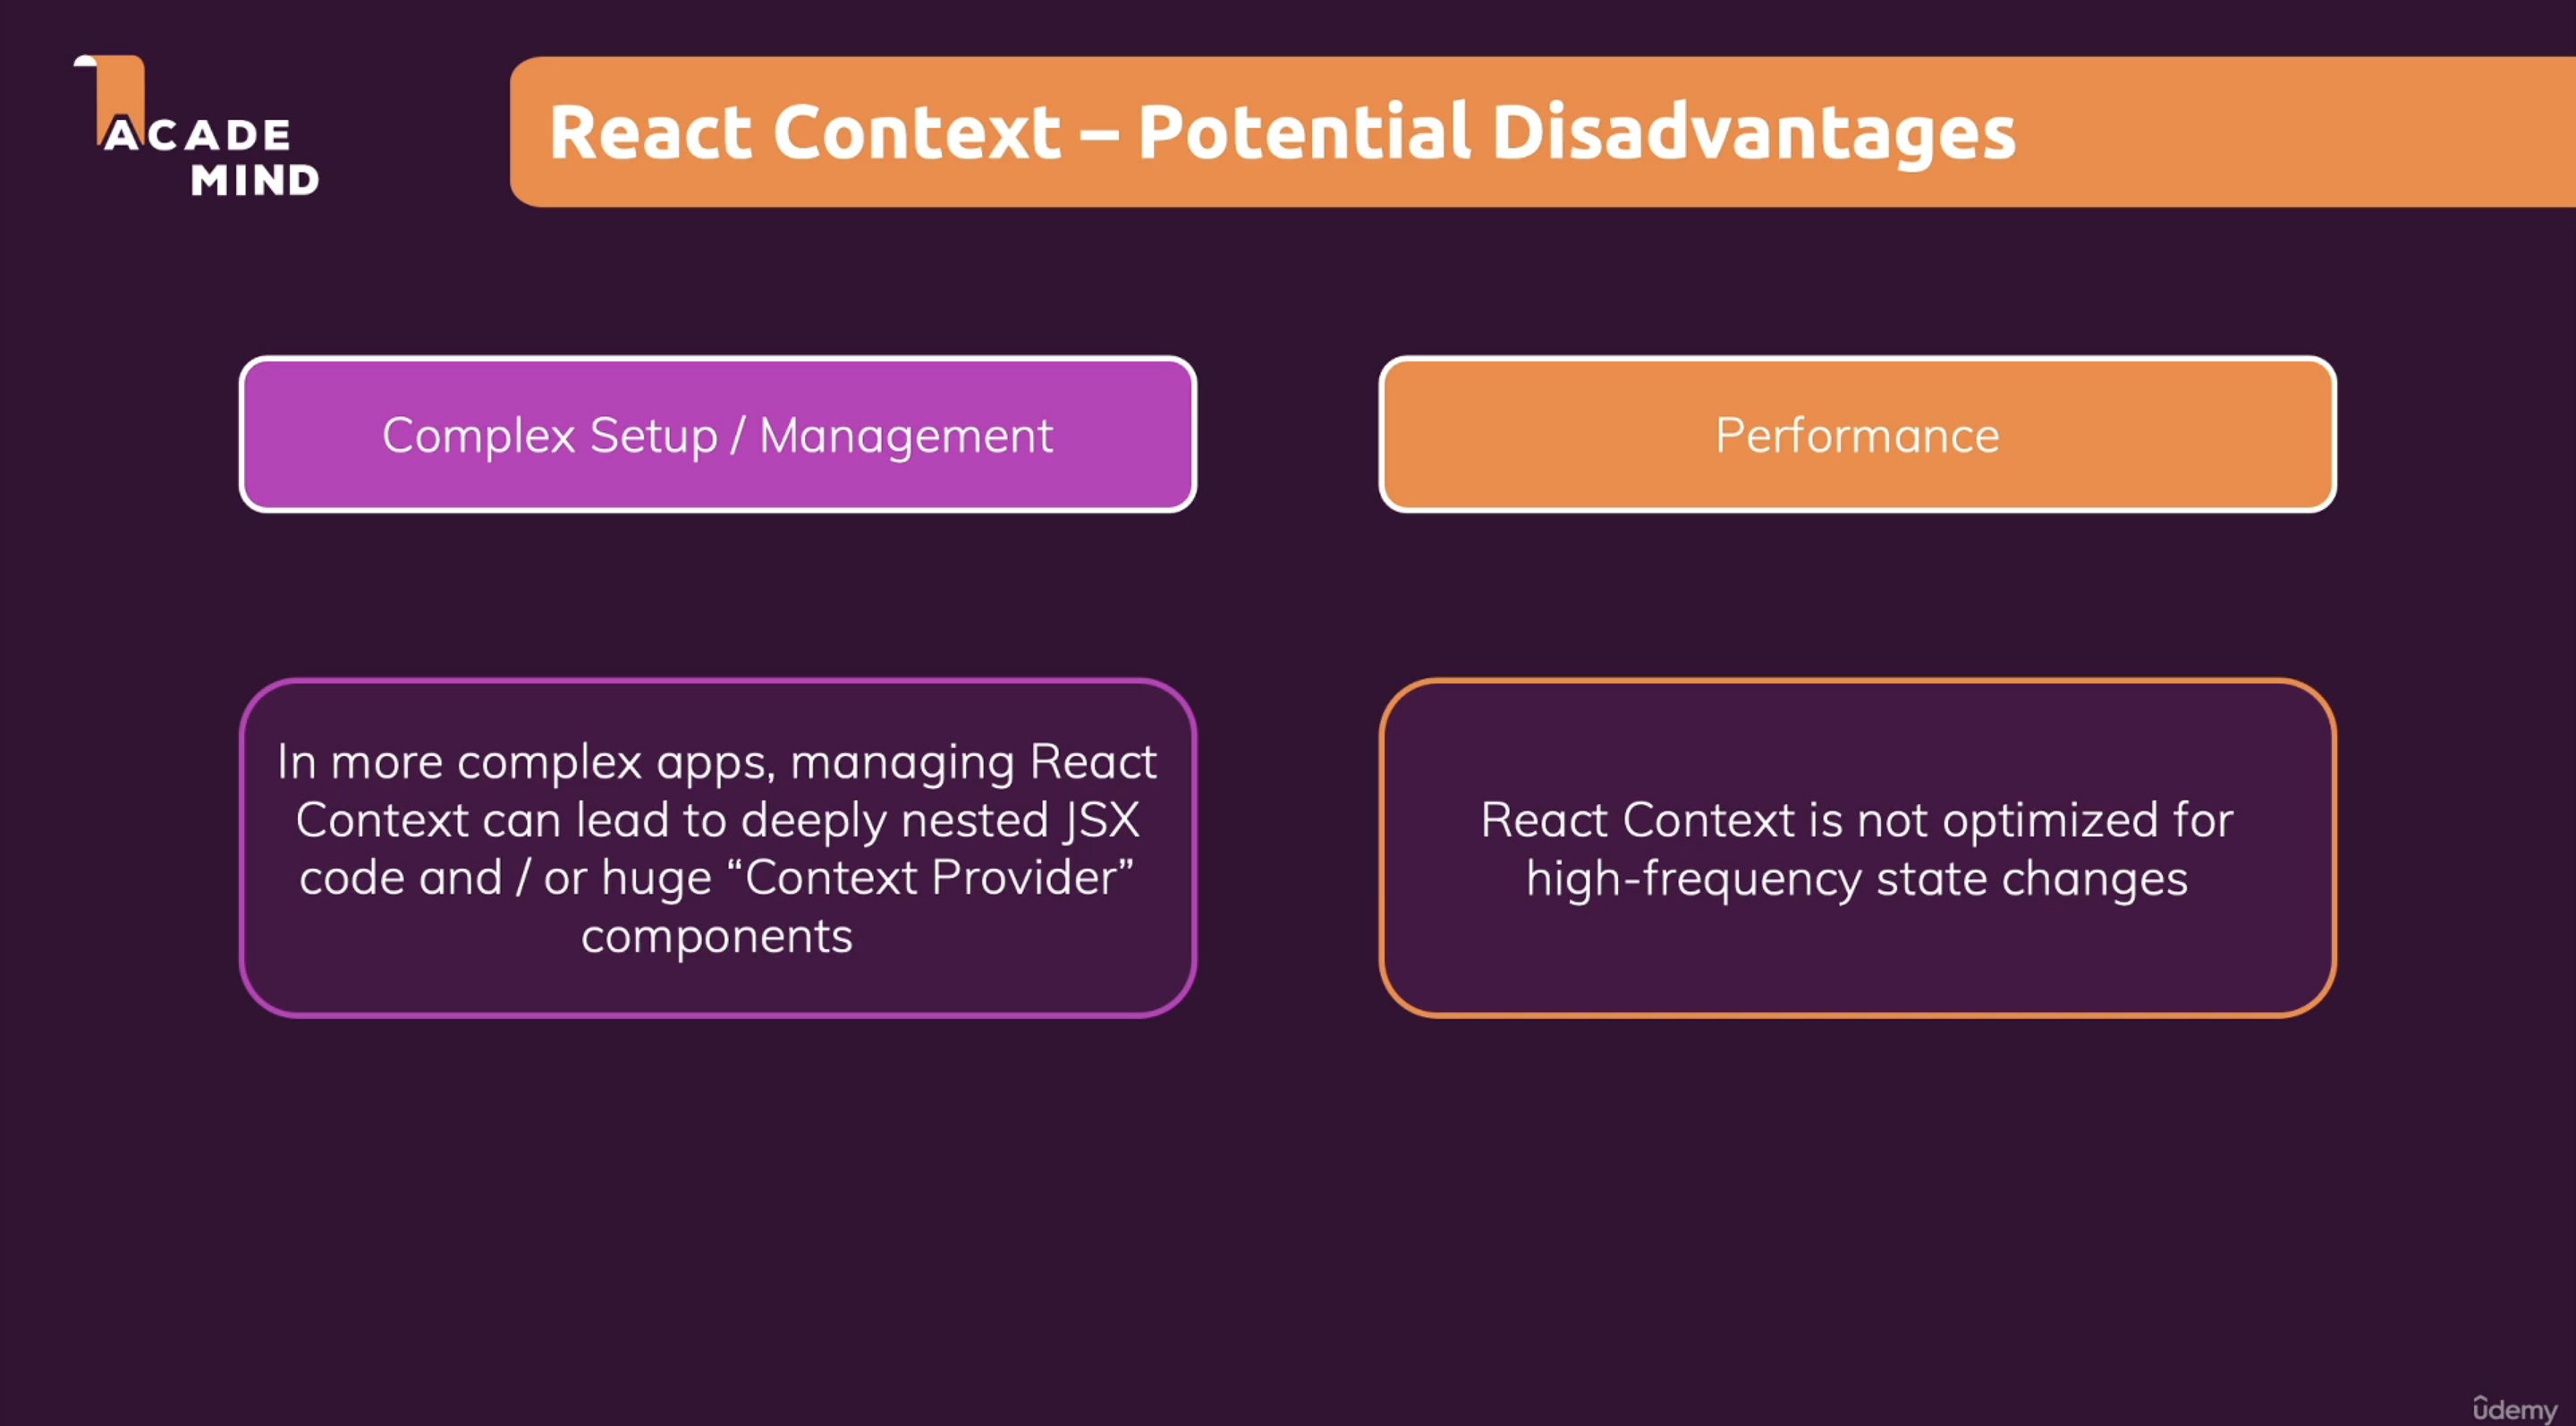 ACADE
MIND
React Context – Potential Disadvantages
Complex Setup / Management
Performance
In more complex apps, managing React
Context can lead to deeply nested JSX
code and / or huge “Context Provider”
components
React Context is not optimized for
high-frequency state changes
ûdemy